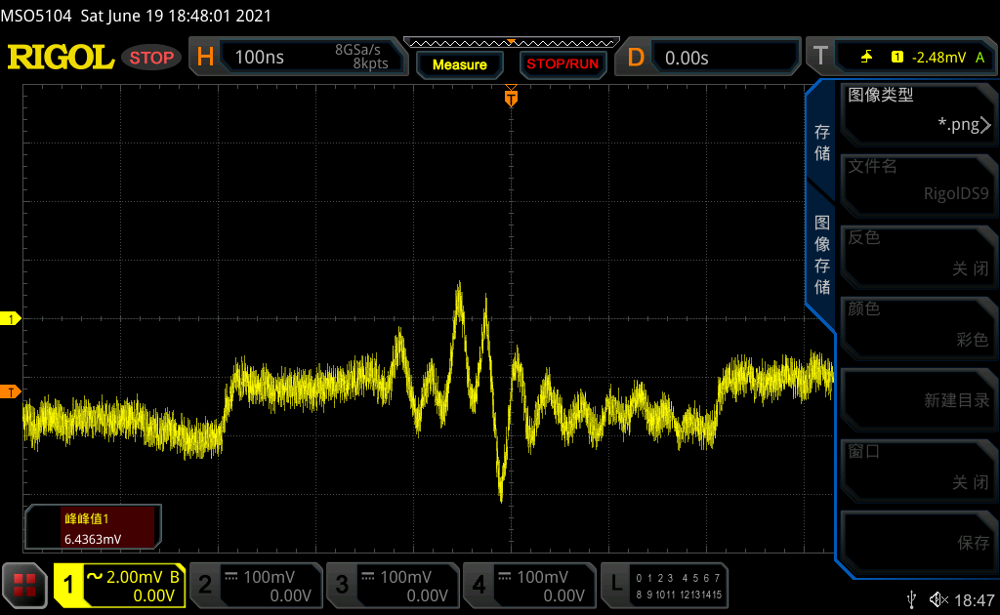 MSO5104 Sat June 19 18:48:01 2021
RIGOL STOP H 100ns 8GSa/s 8kpts Measure STOP/RUN D 0.00s T 1 -2.48mV A
T
图像类型
*.png
存储
文件名
RigolDS9
图像存储
反色
关 闭
颜色
彩色
1
T
新建目录
窗口
关 闭
峰峰值1
6.4363mV
保存
1 2.00mV B 0.00V
2 100mV 0.00V
3 100mV 0.00V
4 100mV 0.00V
L 0 1 2 3 4 5 6 7
8 9 10 11 12 13 14 15
18:47